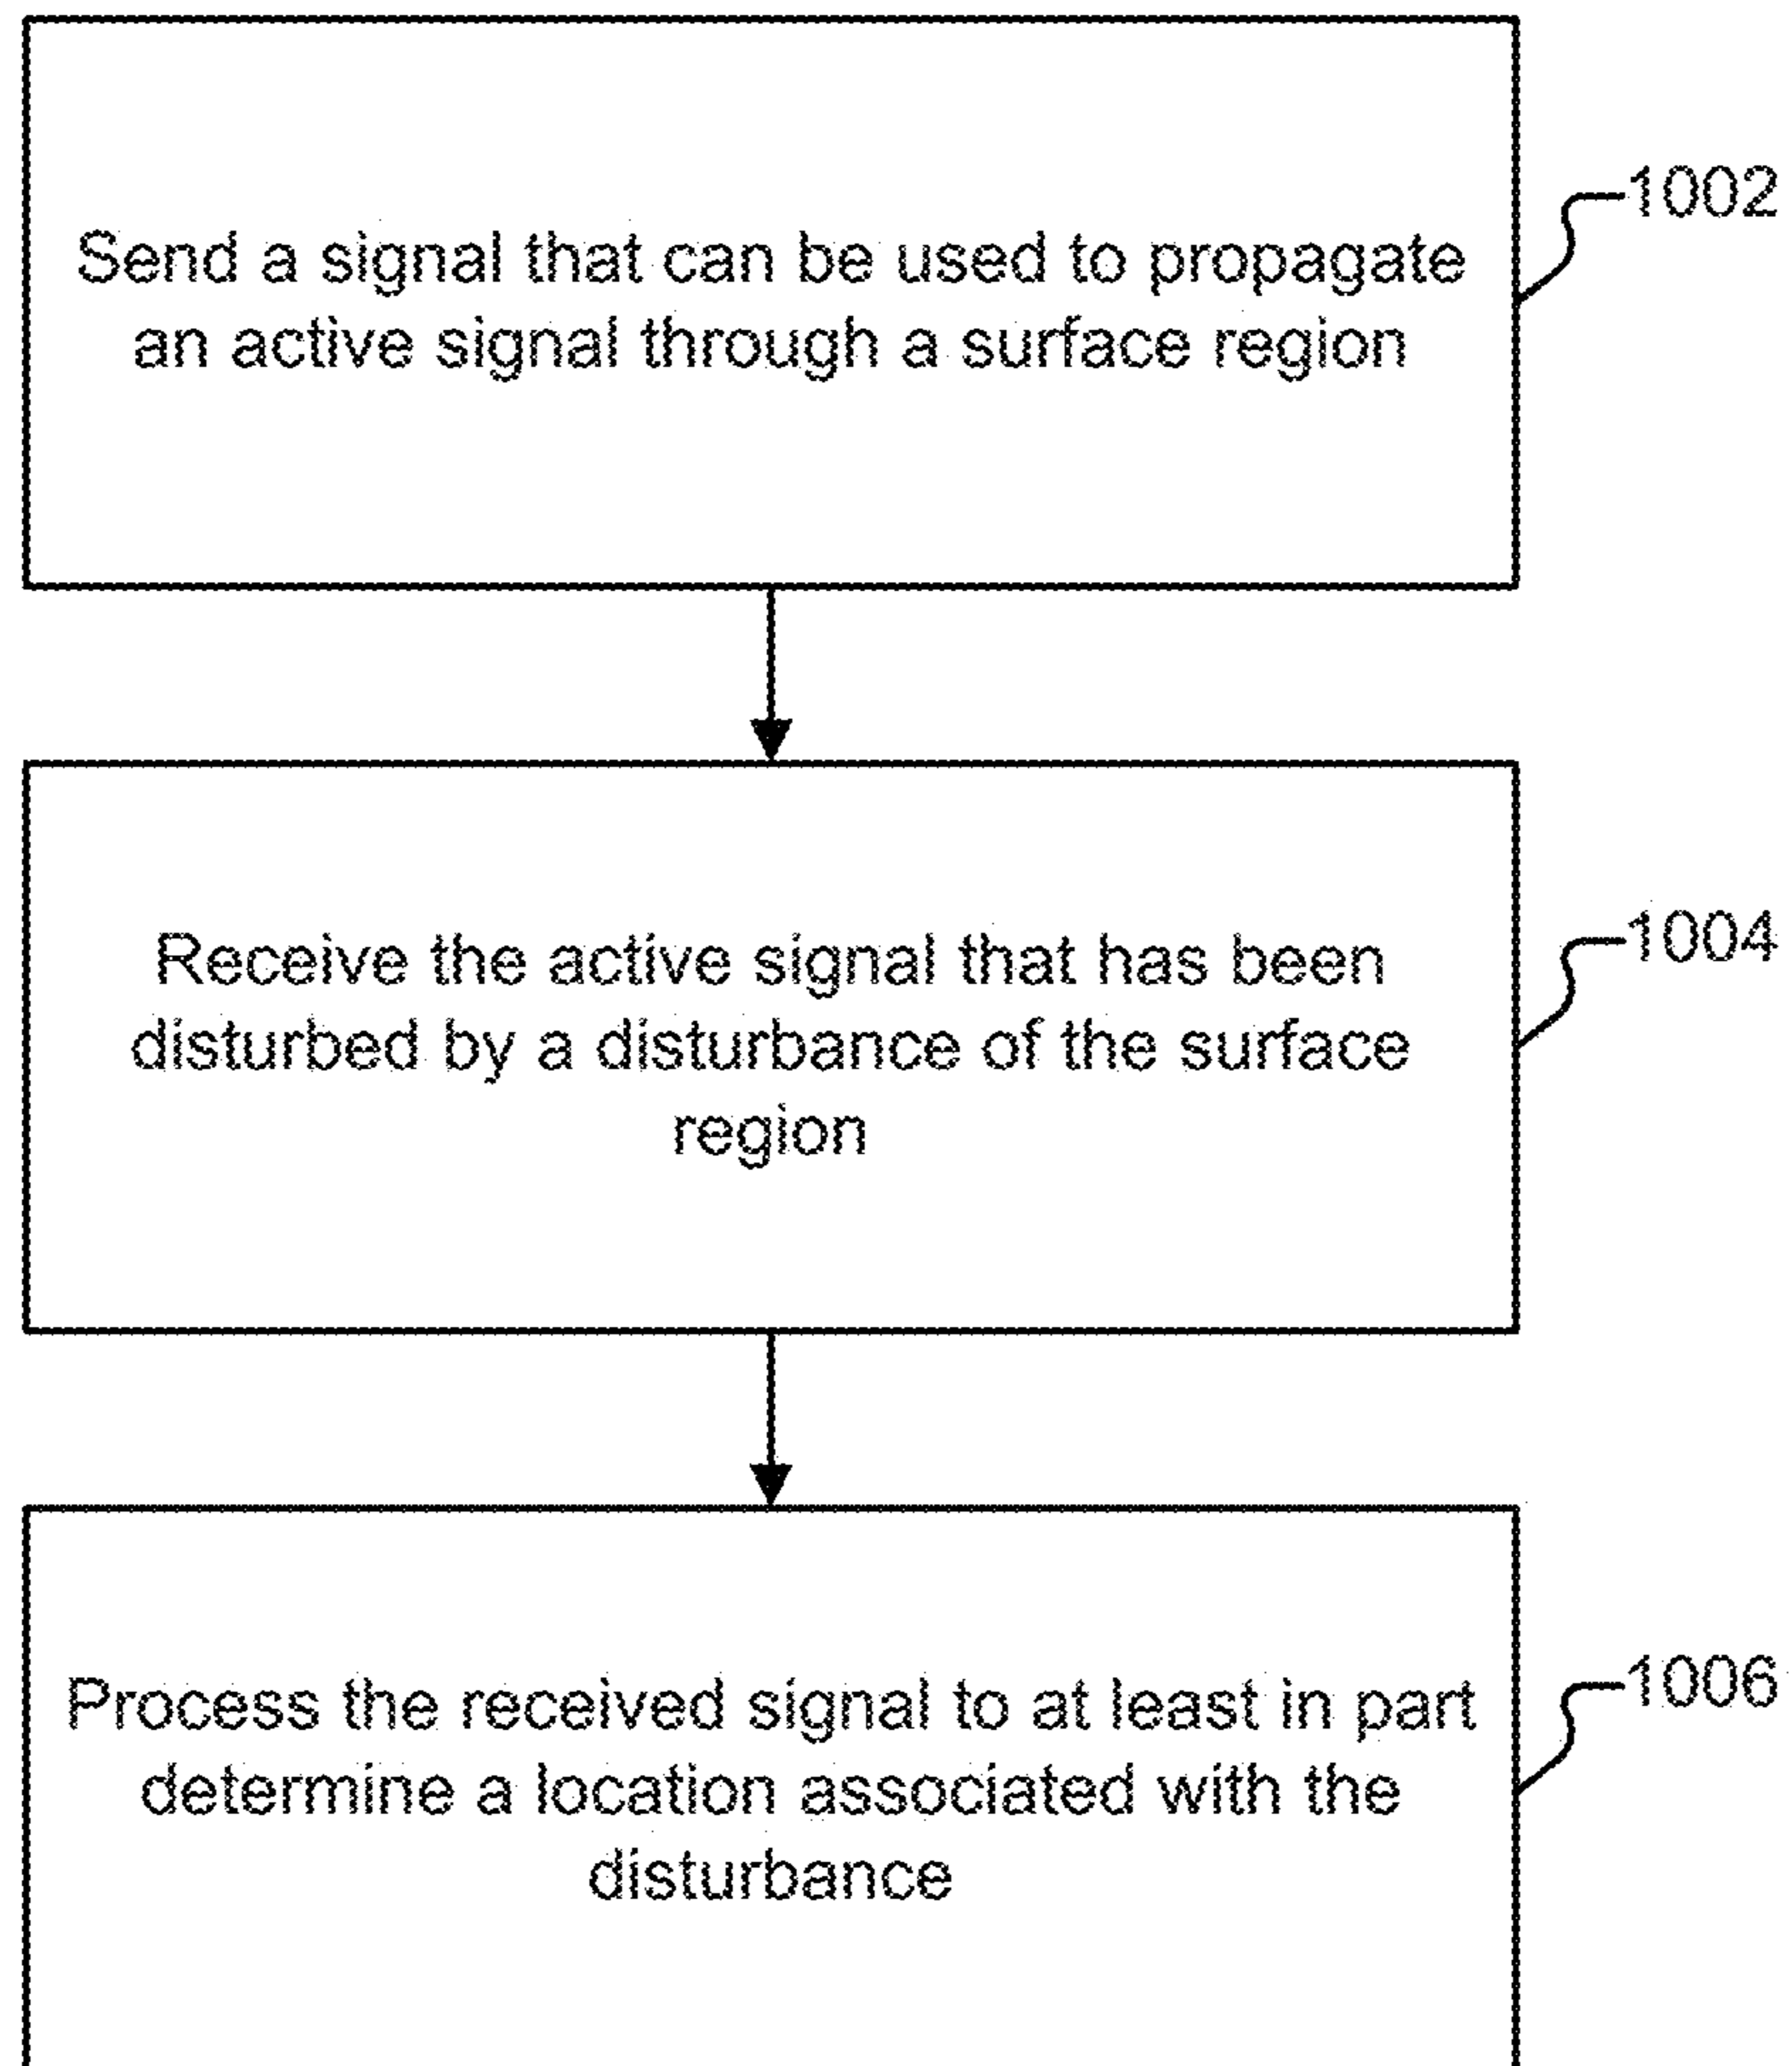 Send a signal that can be used to propagate
an active signal through a surface region
1002
Receive the active signal that has been
disturbed by a disturbance of the surface
region
1004
Process the received signal to at least in part
determine a location associated with the
disturbance
1006